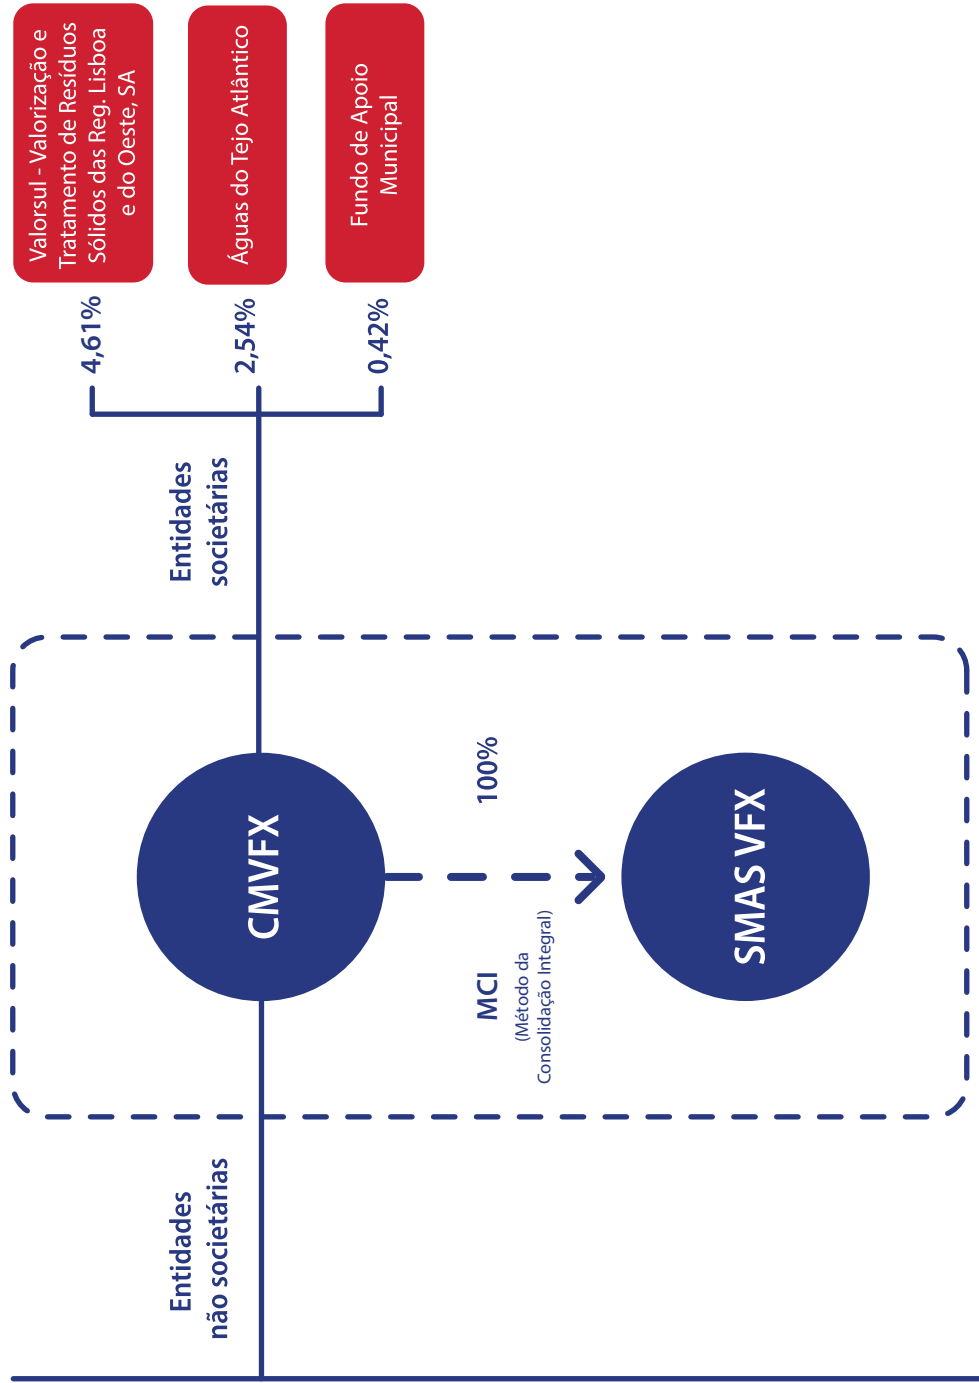 Entidades
não societárias
CMVFX
MCI
(Método da
Consolidação Integral)
100%
SMAS VFX
Entidades
societárias
4,61%
Valorsul - Valorização e
Tratamento de Resíduos
Sólidos das Reg. Lisboa
e do Oeste, SA
2,54%
Águas do Tejo Atlântico
0,42%
Fundo de Apoio
Municipal